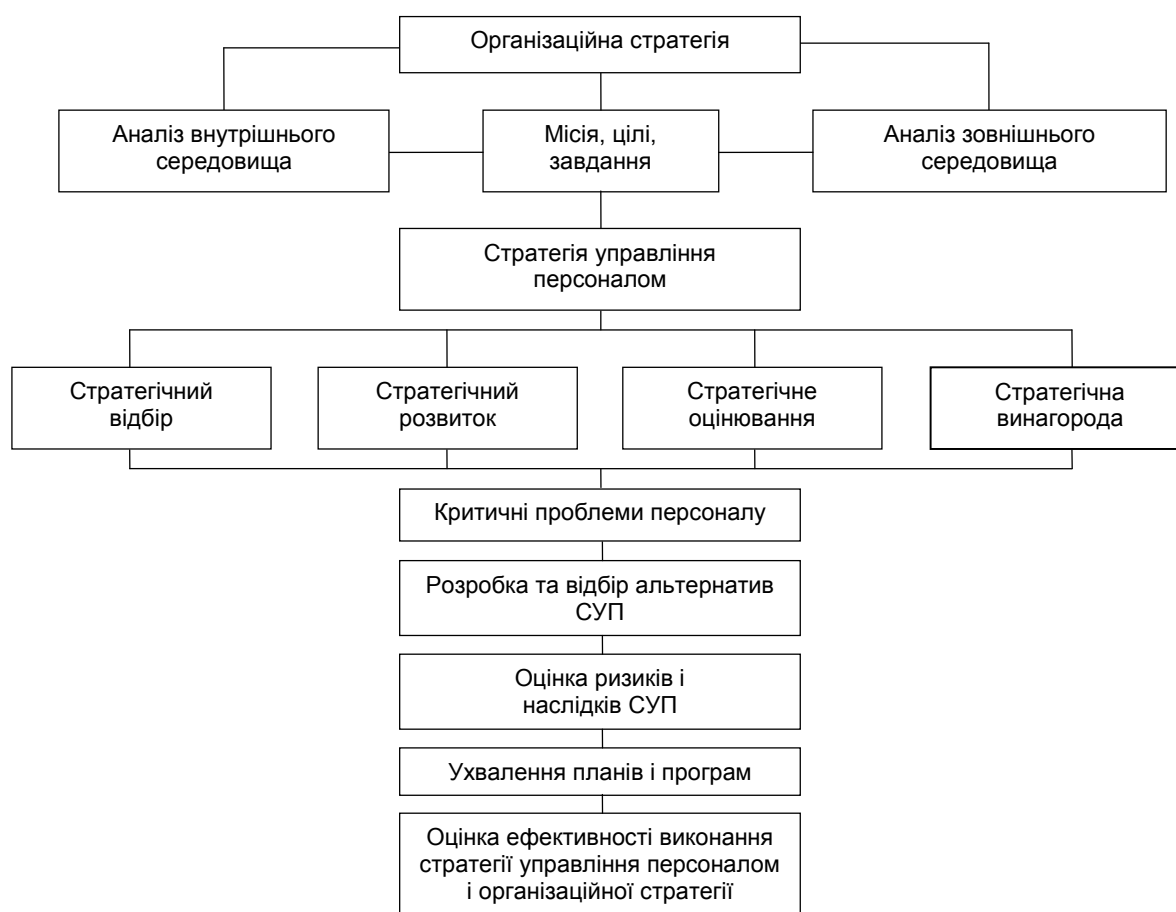 Організаційна стратегія
Аналіз внутрішнього
середовища
Місія, цілі,
завдання
Аналіз зовнішнього
середовища
Стратегія управління
персоналом
Стратегічний
відбір
Стратегічний
розвиток
Стратегічне
оцінювання
Стратегічна
винагорода
Критичні проблеми персоналу
Розробка та відбір альтернатив
СУП
Оцінка ризиків і
наслідків СУП
Ухвалення планів і програм
Оцінка ефективності виконання
стратегії управління персоналом
і організаційної стратегії